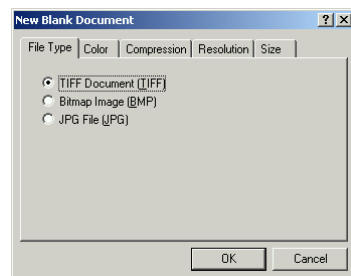 New Blank Document
File Type Color Compression Resolution Size
TIFF Document (TIFF)
Bitmap Image (BMP)
JPG File (JPG)
OK Cancel